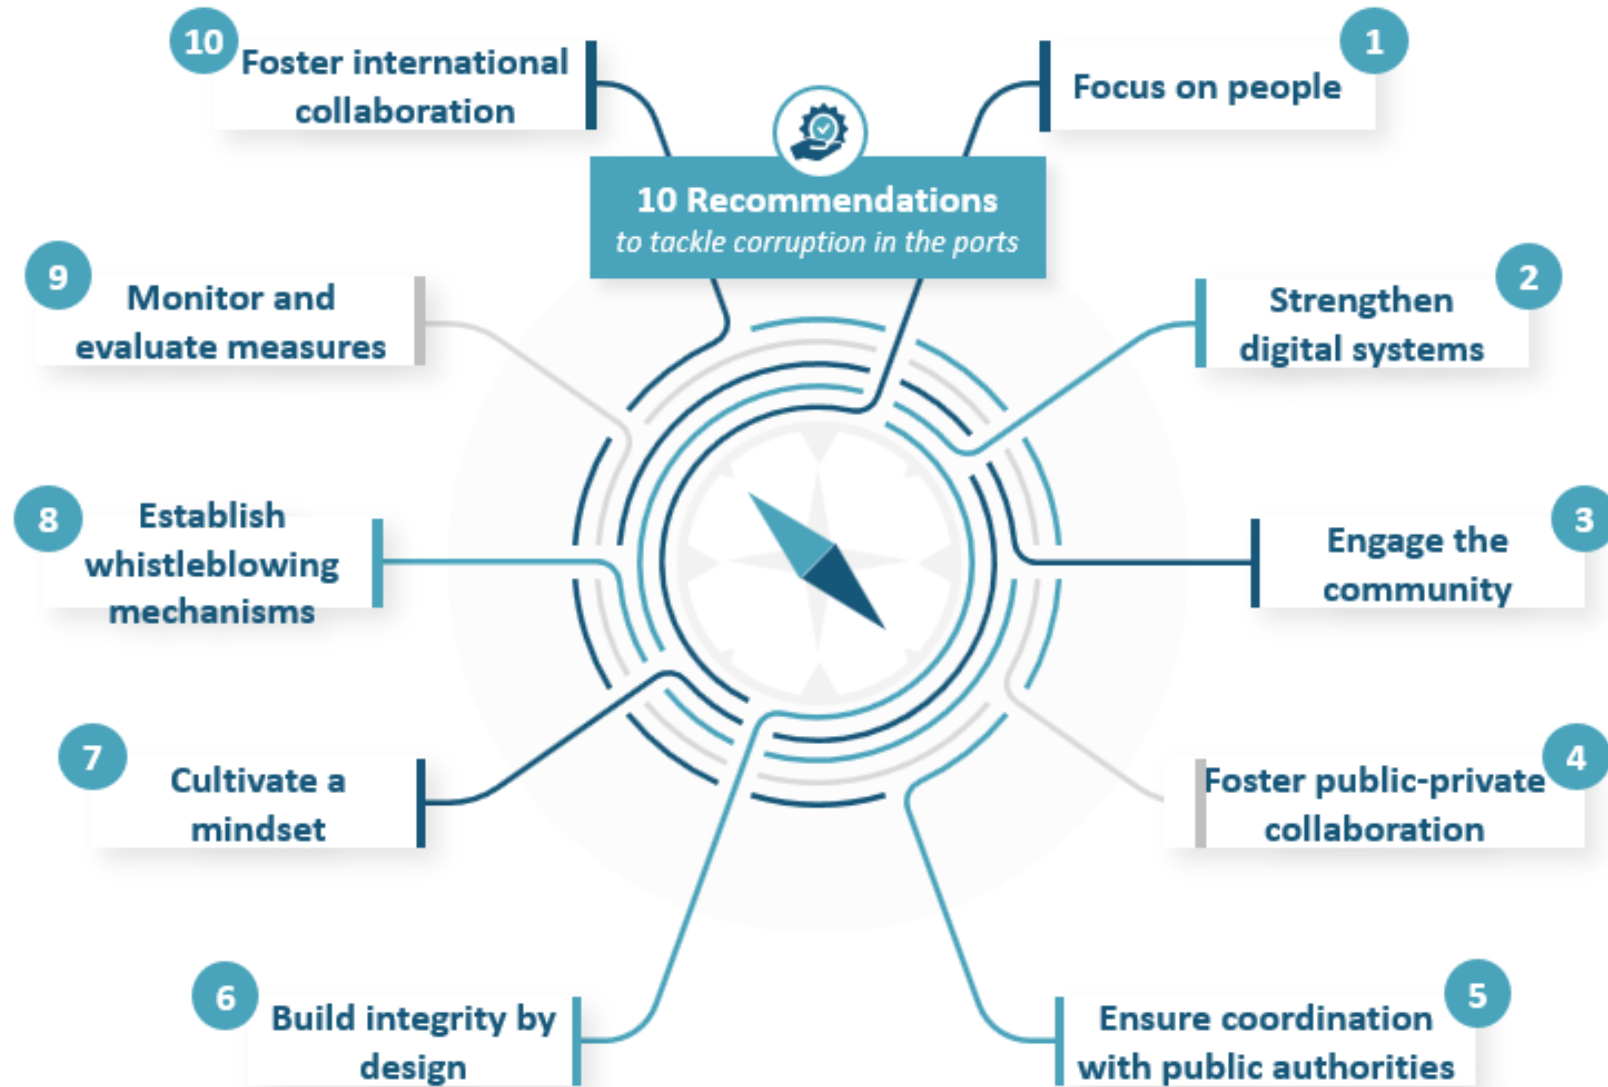 10 Recommendations
to tackle corruption in the ports
1
Focus on people
2
Strengthen
digital systems
3
Engage the
community
4
Foster public-private
collaboration
5
Ensure coordination
with public authorities
6
Build integrity by
design
7
Cultivate a
mindset
8
Establish
whistleblowing
mechanisms
9
Monitor and
evaluate measures
10
Foster international
collaboration